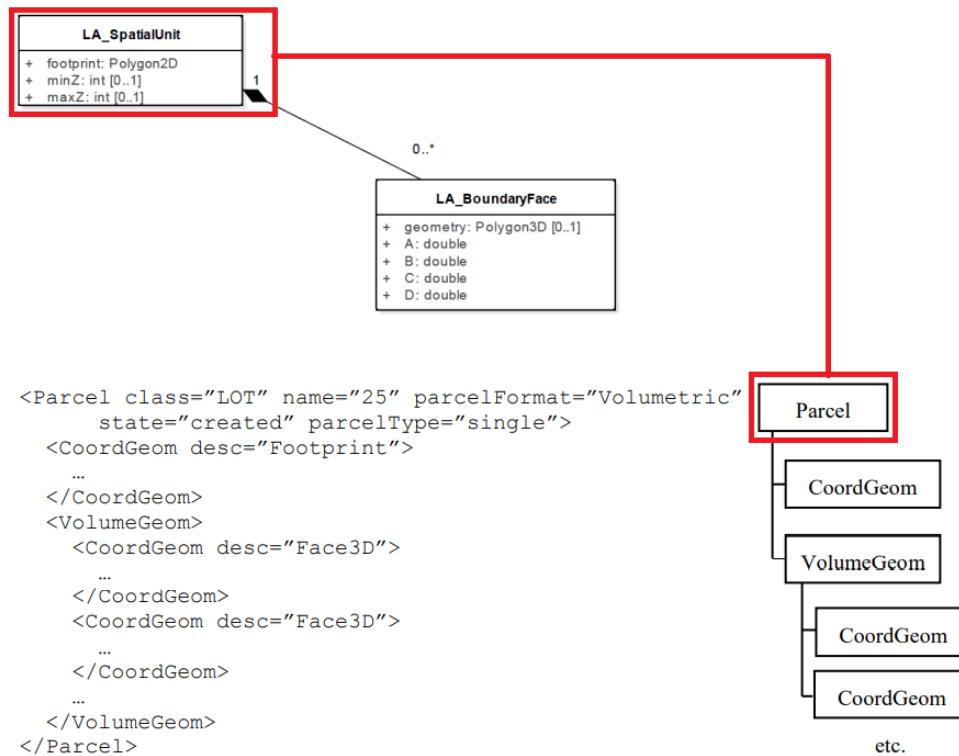 LA_SpatialUnit
+ footprint: Polygon2D
+ minZ: int [0..1]
+ maxZ: int [0..1]
1
0..*
LA_BoundaryFace
+ geometry: Polygon3D [0..1]
+ A: double
+ B: double
+ C: double
+ D: double
<Parcel class=”LOT” name=”25” parcelFormat=”Volumetric”
state=”created” parcelType=”single”>
<CoordGeom desc=”Footprint”>
…
</CoordGeom>
<VolumeGeom>
<CoordGeom desc=”Face3D”>
…
</CoordGeom>
<CoordGeom desc=”Face3D”>
…
</CoordGeom>
…
</VolumeGeom>
</Parcel>
Parcel
CoordGeom
VolumeGeom
CoordGeom
CoordGeom
etc.